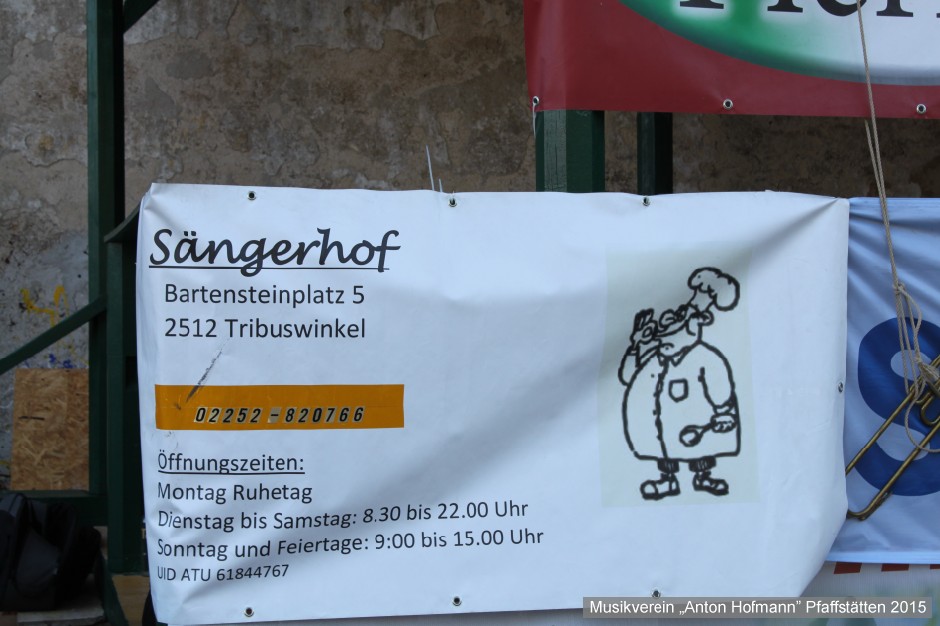 Sängerhof
Bartensteinplatz 5
2512 Tribuswinkel
02252-820766
Öffnungszeiten:
Montag Ruhetag
Dienstag bis Samstag: 8.30 bis 22.00 Uhr
Sonntag und Feiertage: 9:00 bis 15.00 Uhr
UID ATU 61844767
Musikverein „Anton Hofmann” Pfaffstätten 2015